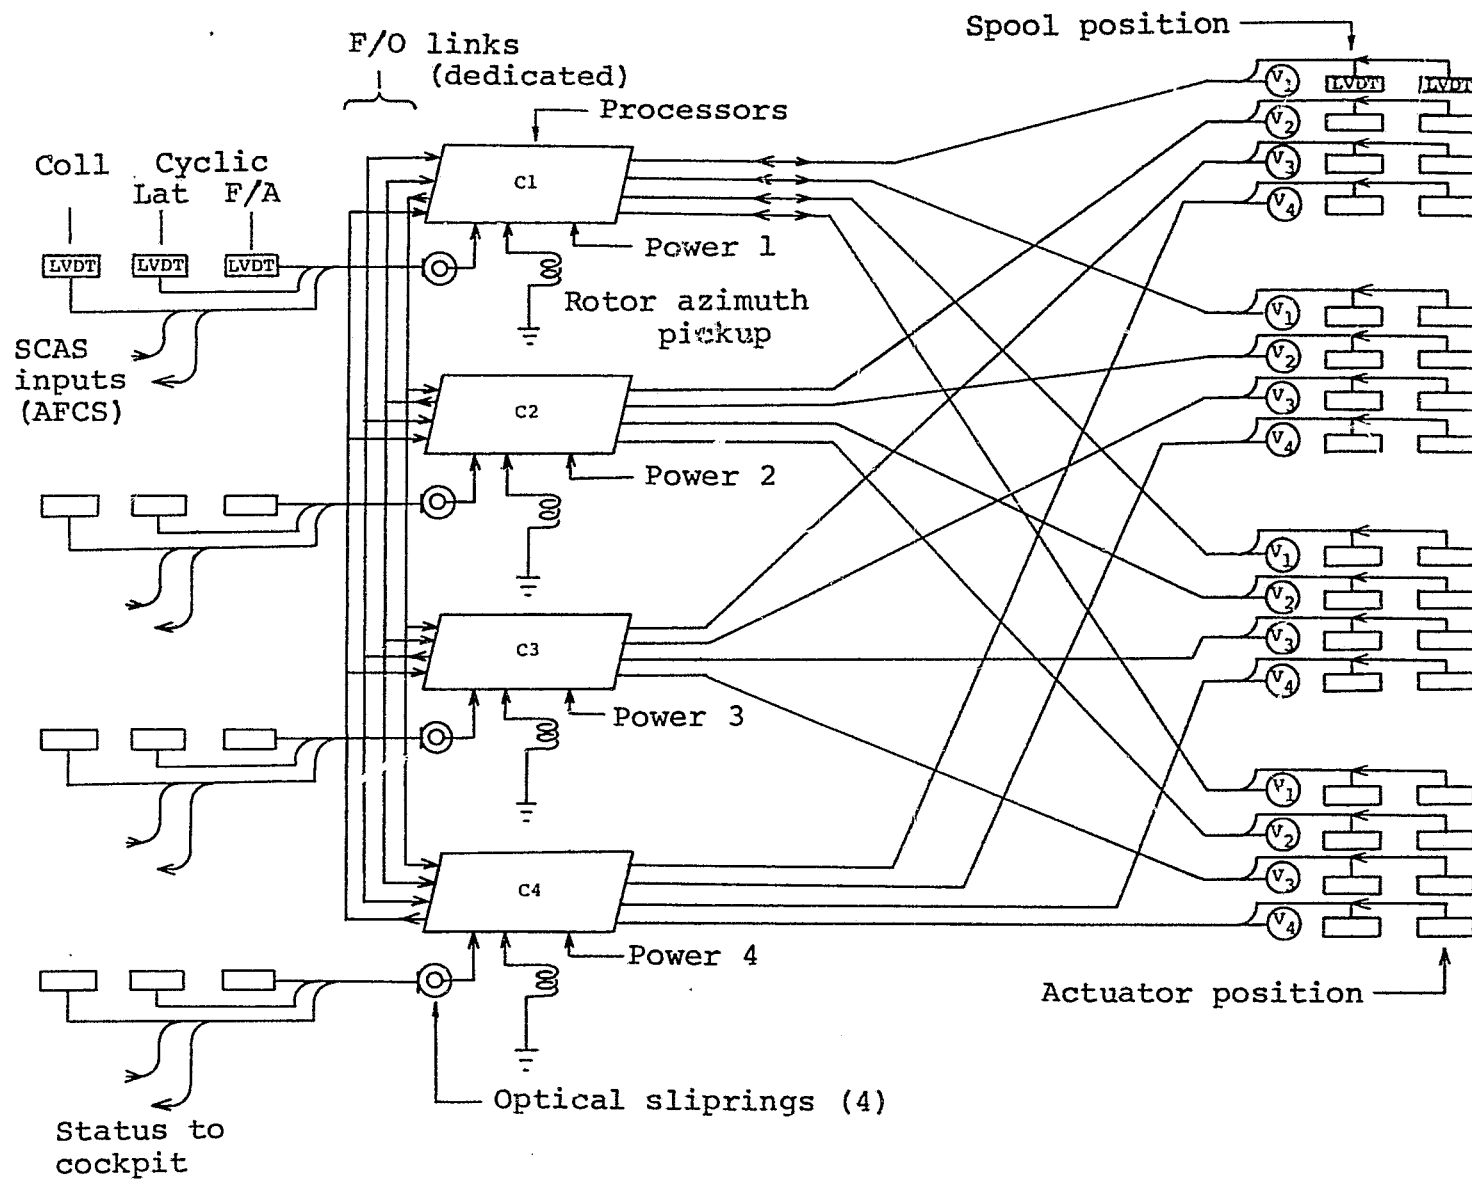 Spool position
F/O links
(dedicated)
Processors
Coll
Cyclic
Lat
F/A
LVDT
LVDT
LVDT
SCAS
inputs
(AFCS)
C1
Power 1
Rotor azimuth
pickup
C2
Power 2
C3
Power 3
C4
Power 4
Optical sliprings (4)
Status to
cockpit
V1
LVDT
LVDT
V2
V3
V4
V1
V2
V3
V4
V1
V2
V3
V4
V1
V2
V3
V4
Actuator position